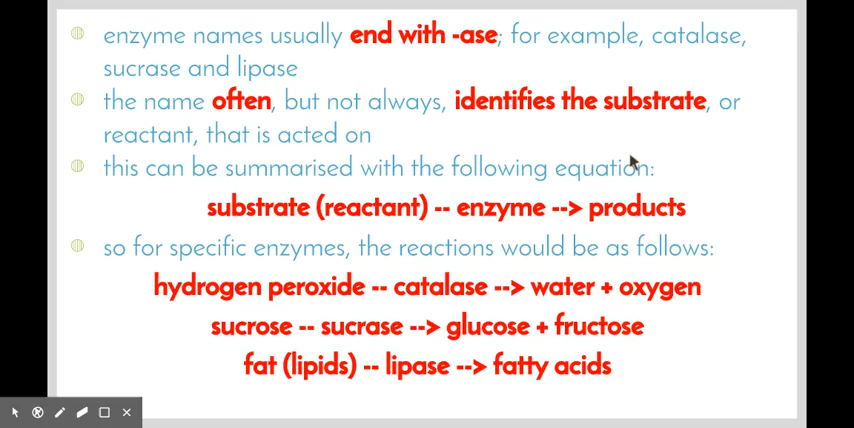 enzyme names usually end with -ase; for example, catalase,
sucrase and lipase
the name often, but not always, identifies the substrate, or
reactant, that is acted on
this can be summarised with the following equation:
substrate (reactant) -- enzyme --> products
so for specific enzymes, the reactions would be as follows:
hydrogen peroxide -- catalase --> water + oxygen
sucrose -- sucrase --> glucose + fructose
fat (lipids) -- lipase --> fatty acids